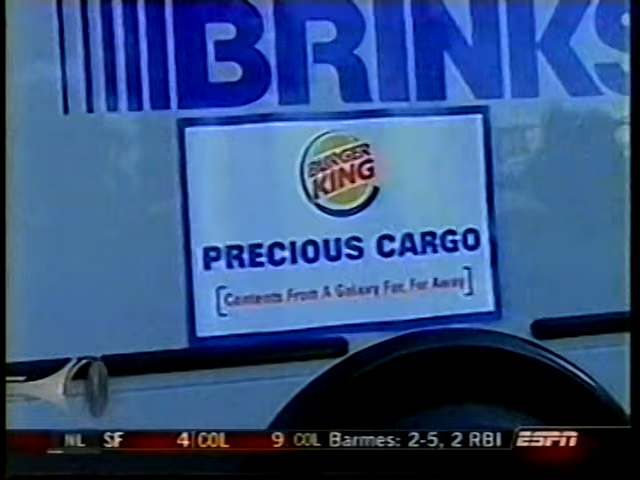 BRINKS
BURGER
KING
PRECIOUS CARGO
[Contents From A Galaxy Far, Far Away]
NL SF 4 COL 9 COL Barmes: 2-5, 2 RBI ESPN